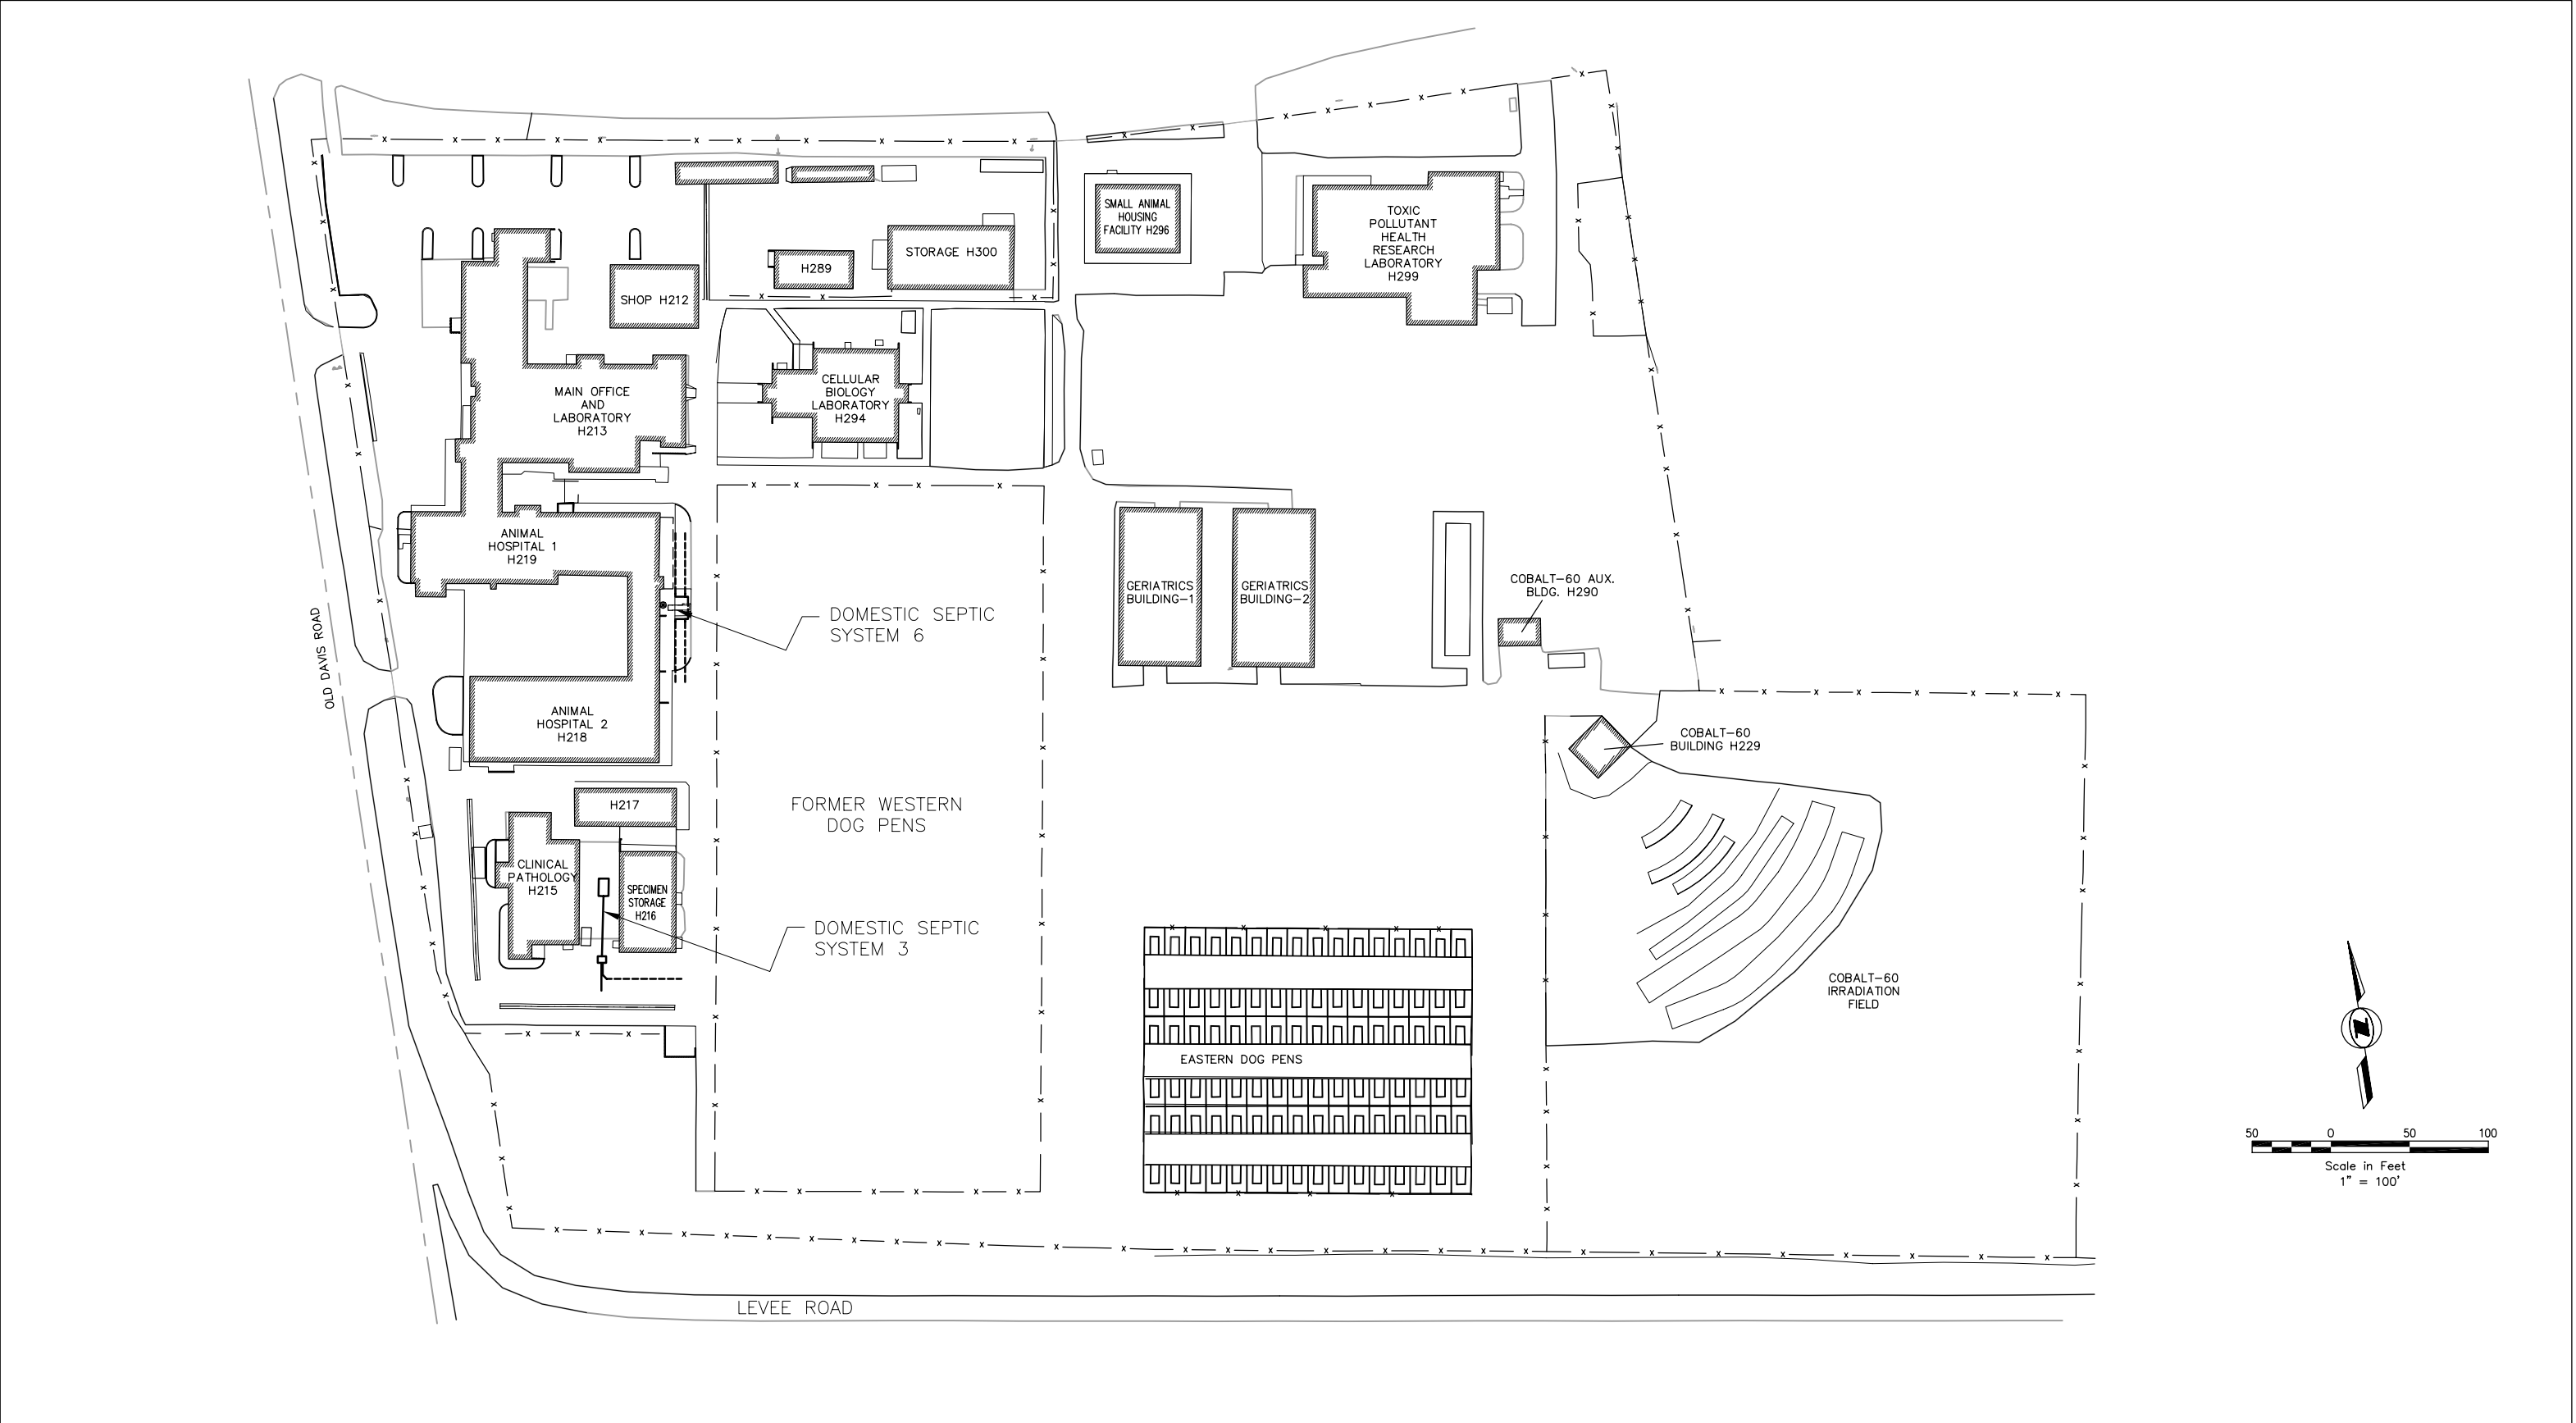 SMALL ANIMAL
HOUSING
FACILITY H296
TOXIC
POLLUTANT
HEALTH
RESEARCH
LABORATORY
H299
STORAGE H300
H289
SHOP H212
MAIN OFFICE
AND
LABORATORY
H213
CELLULAR
BIOLOGY
LABORATORY
H294
ANIMAL
HOSPITAL 1
H219
GERIATRICS
BUILDING-1
GERIATRICS
BUILDING-2
COBALT-60 AUX.
BLDG. H290
OLD DAVIS ROAD
DOMESTIC SEPTIC
SYSTEM 6
ANIMAL
HOSPITAL 2
H218
COBALT-60
BUILDING H229
H217
FORMER WESTERN
DOG PENS
CLINICAL
PATHOLOGY
H215
SPECIMEN
STORAGE
H216
DOMESTIC SEPTIC
SYSTEM 3
COBALT-60
IRRADIATION
FIELD
EASTERN DOG PENS
Z
50 0 50 100
Scale in Feet
1" = 100'
LEVEE ROAD